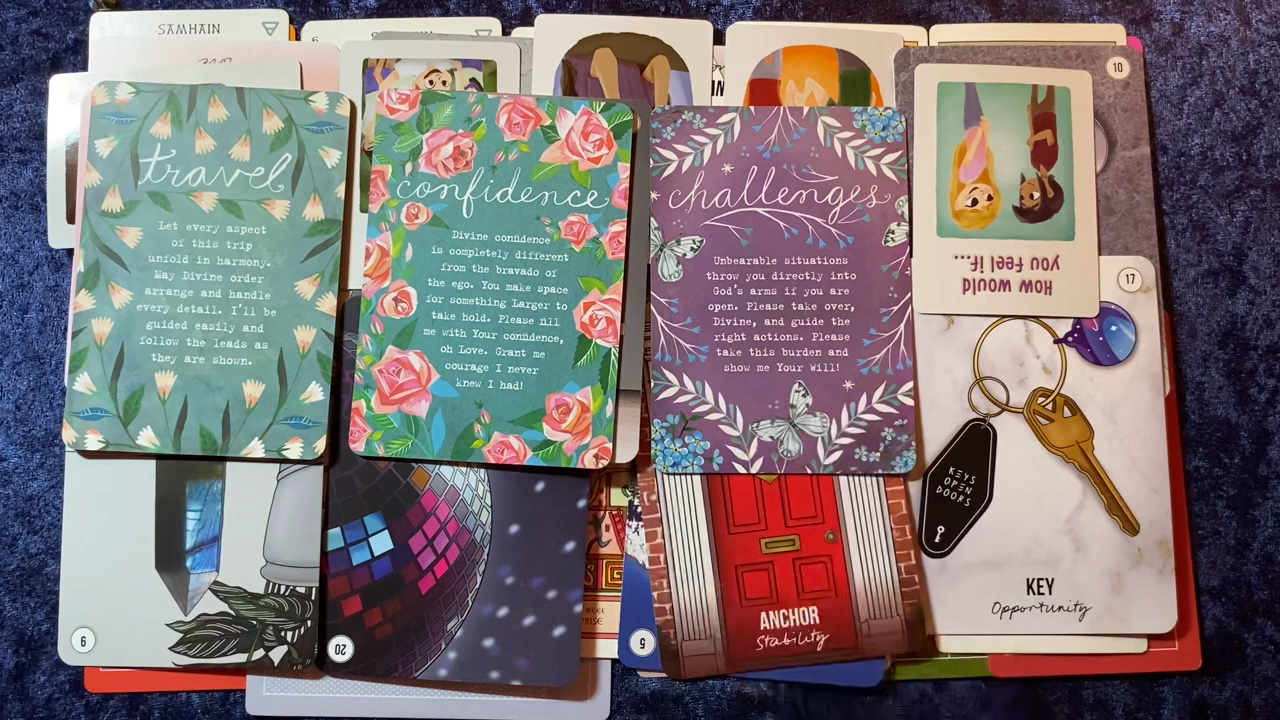 SAMHAIN
9
10
travel
Let every aspect
of this trip
unfold in harmony.
May Divine order
arrange and handle
every detail. I'll be
guided easily and
follow the leads as
they are shown.
confidence
Divine confidence
is completely different
from the bravado of
the ego. You make space
for something Larger to
take hold. Please fill
me with Your confidence,
oh Love. Grant me
courage I never
knew I had!
challenges
Unbearable situations
throw you directly into
God's arms if you are
open. Please take over,
Divine, and guide the
right actions. Please
take this burden and
show me Your Will!
How would
you feel if...
17
KEYS
OPEN
DOORS
KEY
Opportunity
ANCHOR
Stability
6
20
5
WEEK